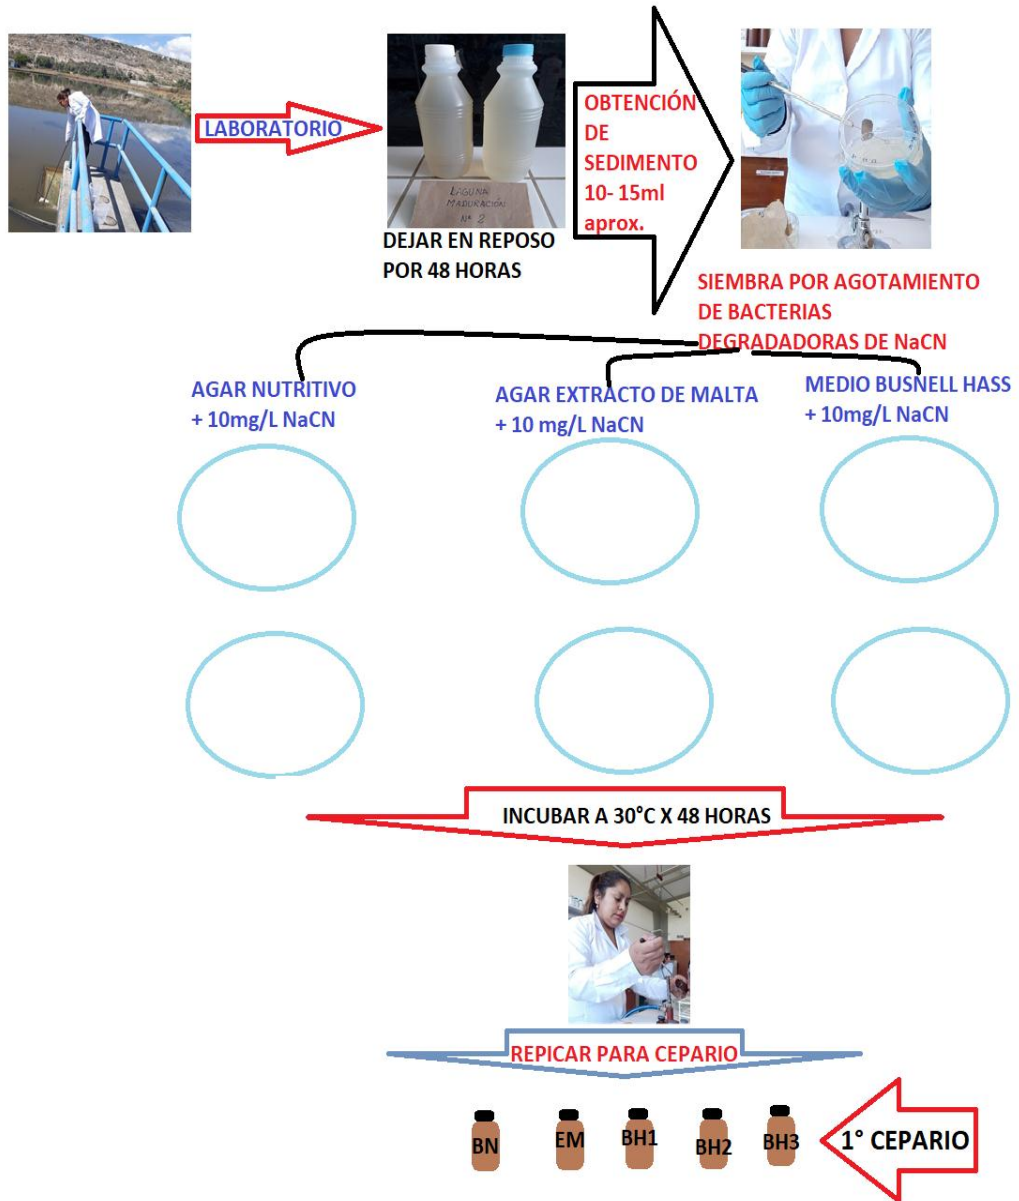 LABORATORIO
LAGUNA
MADURACIÓN
Nº 2
DEJAR EN REPOSO
POR 48 HORAS
OBTENCIÓN
DE
SEDIMENTO
10- 15ml
aprox.
SIEMBRA POR AGOTAMIENTO
DE BACTERIAS
DEGRADADORAS DE NaCN
AGAR NUTRITIVO
+ 10mg/L NaCN
AGAR EXTRACTO DE MALTA
+ 10 mg/L NaCN
MEDIO BUSNELL HASS
+ 10mg/L NaCN
INCUBAR A 30°C X 48 HORAS
REPICAR PARA CEPARIO
BN
EM
BH1
BH2
BH3
1° CEPARIO